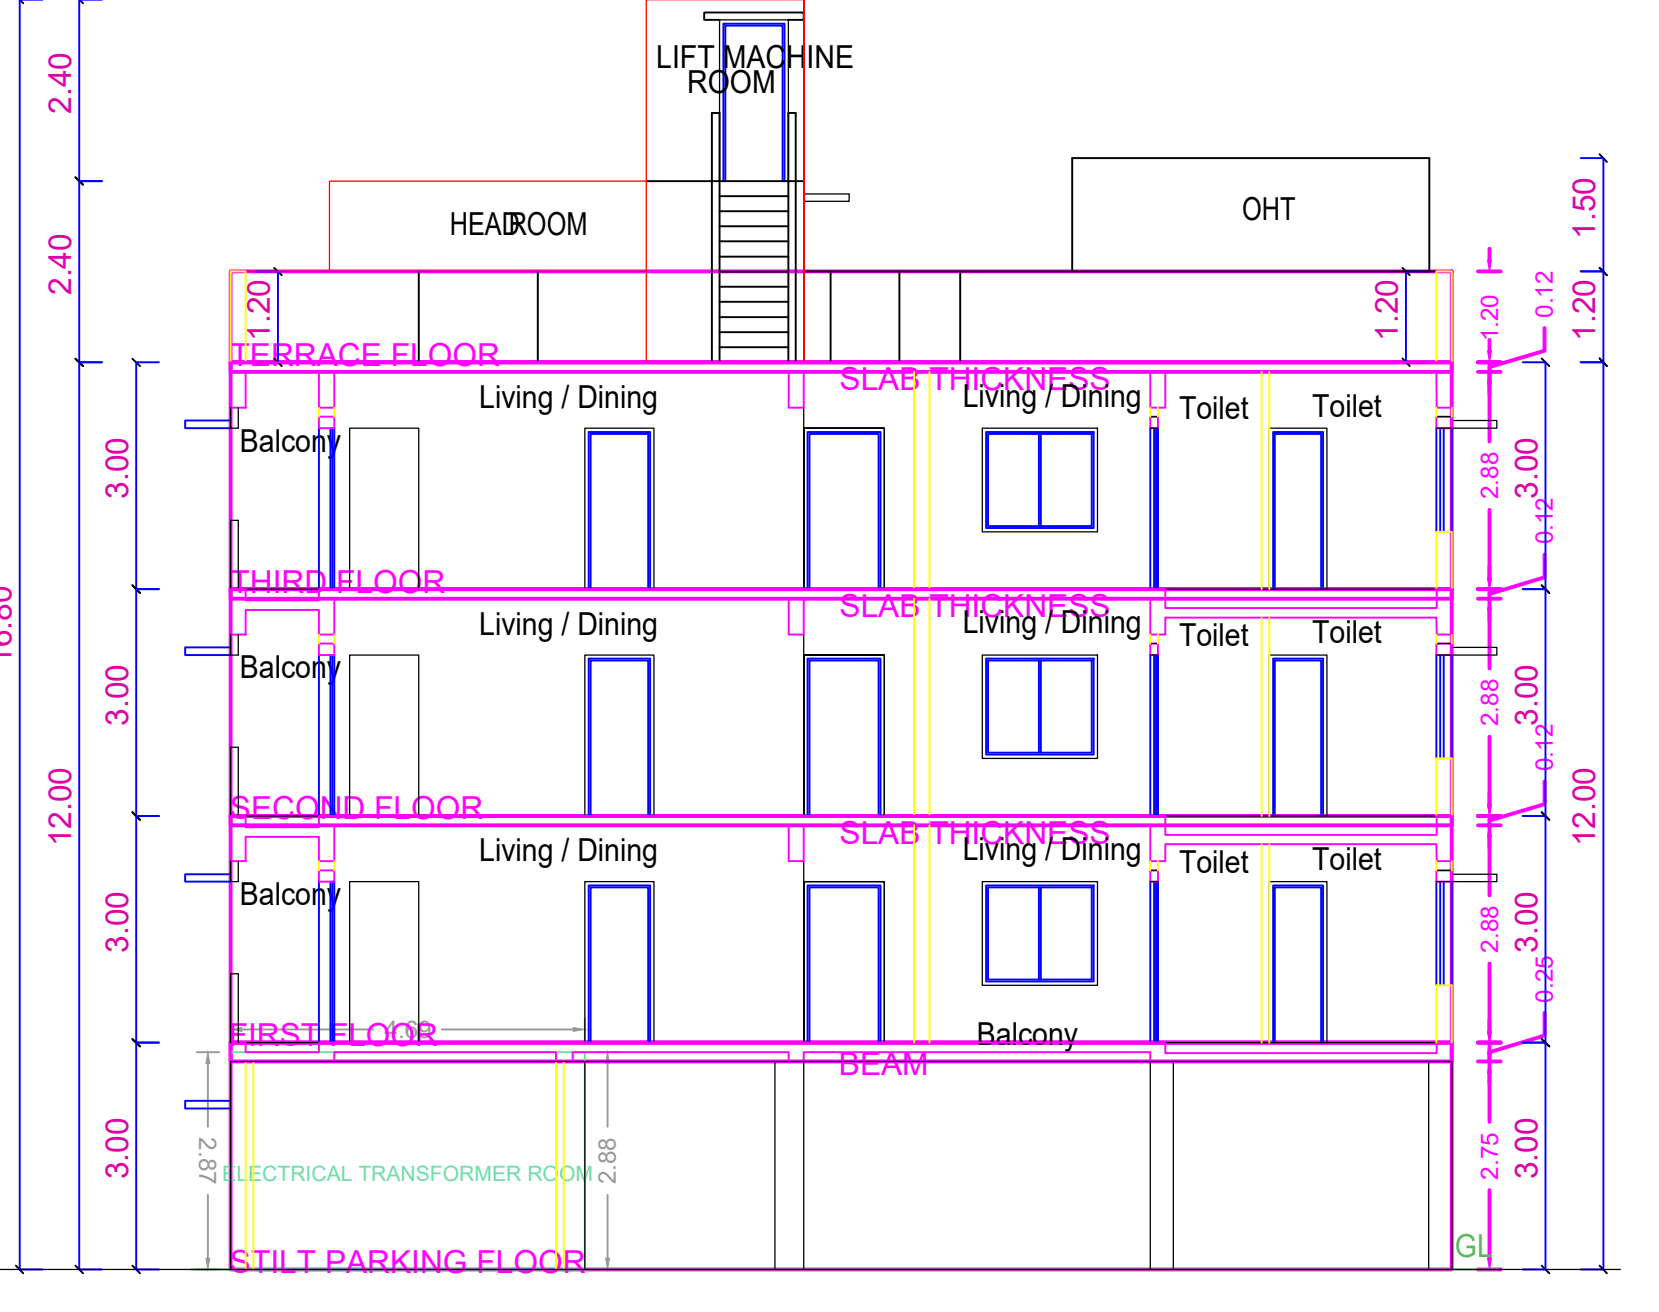 LIFT MACHINE
ROOM
2.40
HEADROOM
OHT
2.40
1.50
1.20
1.20
1.20
0.12
1.20
TERRACE FLOOR
SLAB THICKNESS
Living / Dining
Living / Dining
Toilet
Toilet
Balcony
3.00
2.88
3.00
0.12
THIRD FLOOR
SLAB THICKNESS
Living / Dining
Living / Dining
Toilet
Toilet
16.80
Balcony
3.00
2.88
3.00
0.12
SECOND FLOOR
12.00
12.00
SLAB THICKNESS
Living / Dining
Living / Dining
Toilet
Toilet
Balcony
3.00
2.88
3.00
0.25
FIRST FLOOR
4.69
Balcony
BEAM
3.00
2.87
ELECTRICAL TRANSFORMER ROOM
2.88
2.75
3.00
STILT PARKING FLOOR
GL